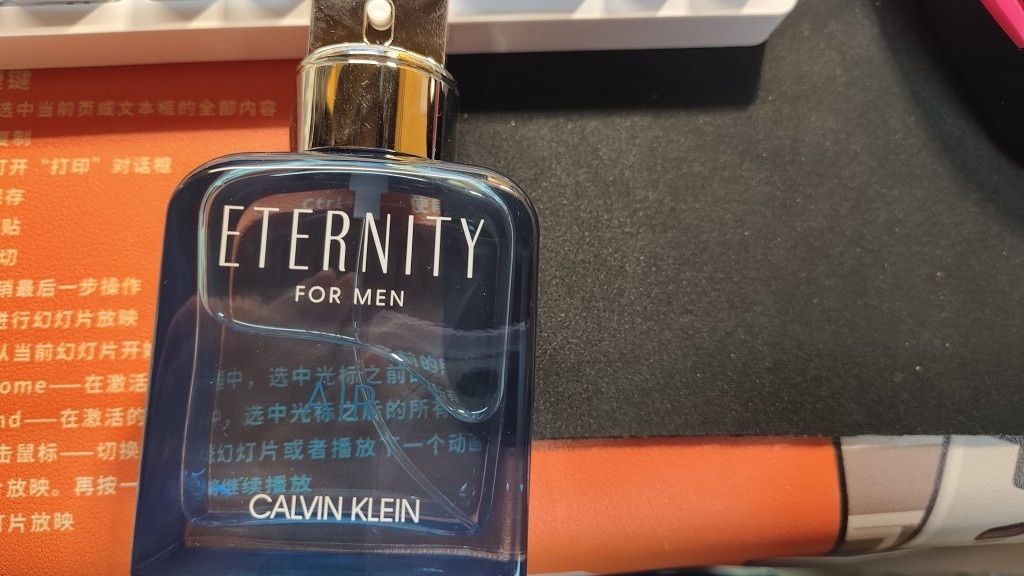 键
选中当前页或文本框的全部内容
复制
打开“打印”对话框
保存
贴
切
销最后一步操作
进行幻灯片放映
从当前幻灯片开始
ome——在激活
nd——在激活的
击鼠标——切换
放映。再按一
灯片放映
Ctrl
ETERNITY
FOR MEN
中，选中光标之前的
AIR
中，选中光标之后的所有
幻灯片或者播放下一个动画
继续播放
CALVIN KLEIN